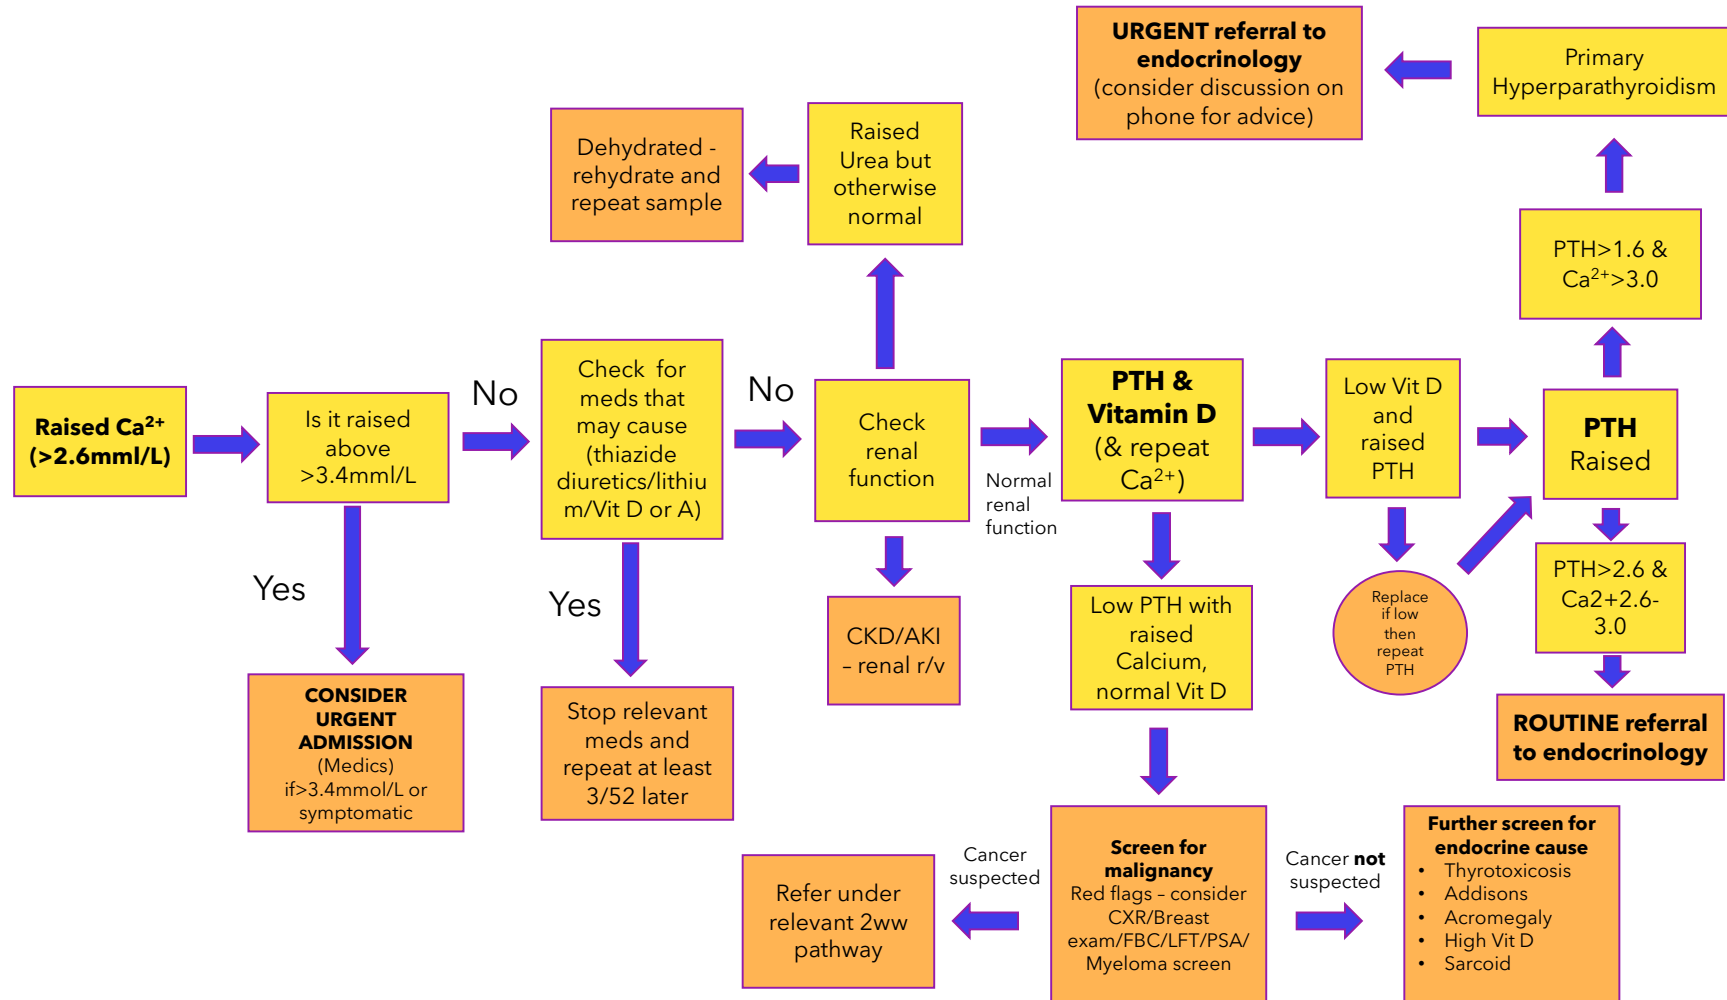 URGENT referral to
endocrinology
(consider discussion on
phone for advice)
Primary
Hyperparathyroidism
Dehydrated -
rehydrate and
repeat sample
Raised
Urea but
otherwise
normal
PTH>1.6 &
Ca²⁺>3.0
Raised Ca²⁺
(>2.6mml/L)
Is it raised
above
>3.4mml/L
No
Check for
meds that
may cause
(thiazide
diuretics/lithiu
m/Vit D or A)
No
Check
renal
function
Normal
renal
function
PTH &
Vitamin D
(& repeat
Ca²⁺)
Low Vit D
and
raised
PTH
PTH
Raised
Yes
Yes
CONSIDER
URGENT
ADMISSION
(Medics)
if>3.4mmol/L or
symptomatic
Stop relevant
meds and
repeat at least
3/52 later
CKD/AKI
– renal r/v
Low PTH with
raised
Calcium,
normal Vit D
Replace
if low
then
repeat
PTH
PTH>2.6 &
Ca2+2.6-
3.0
ROUTINE referral
to endocrinology
Refer under
relevant 2ww
pathway
Cancer
suspected
Screen for
malignancy
Red flags – consider
CXR/Breast
exam/FBC/LFT/PSA/
Myeloma screen
Cancer not
suspected
Further screen for
endocrine cause
• Thyrotoxicosis
• Addisons
• Acromegaly
• High Vit D
• Sarcoid